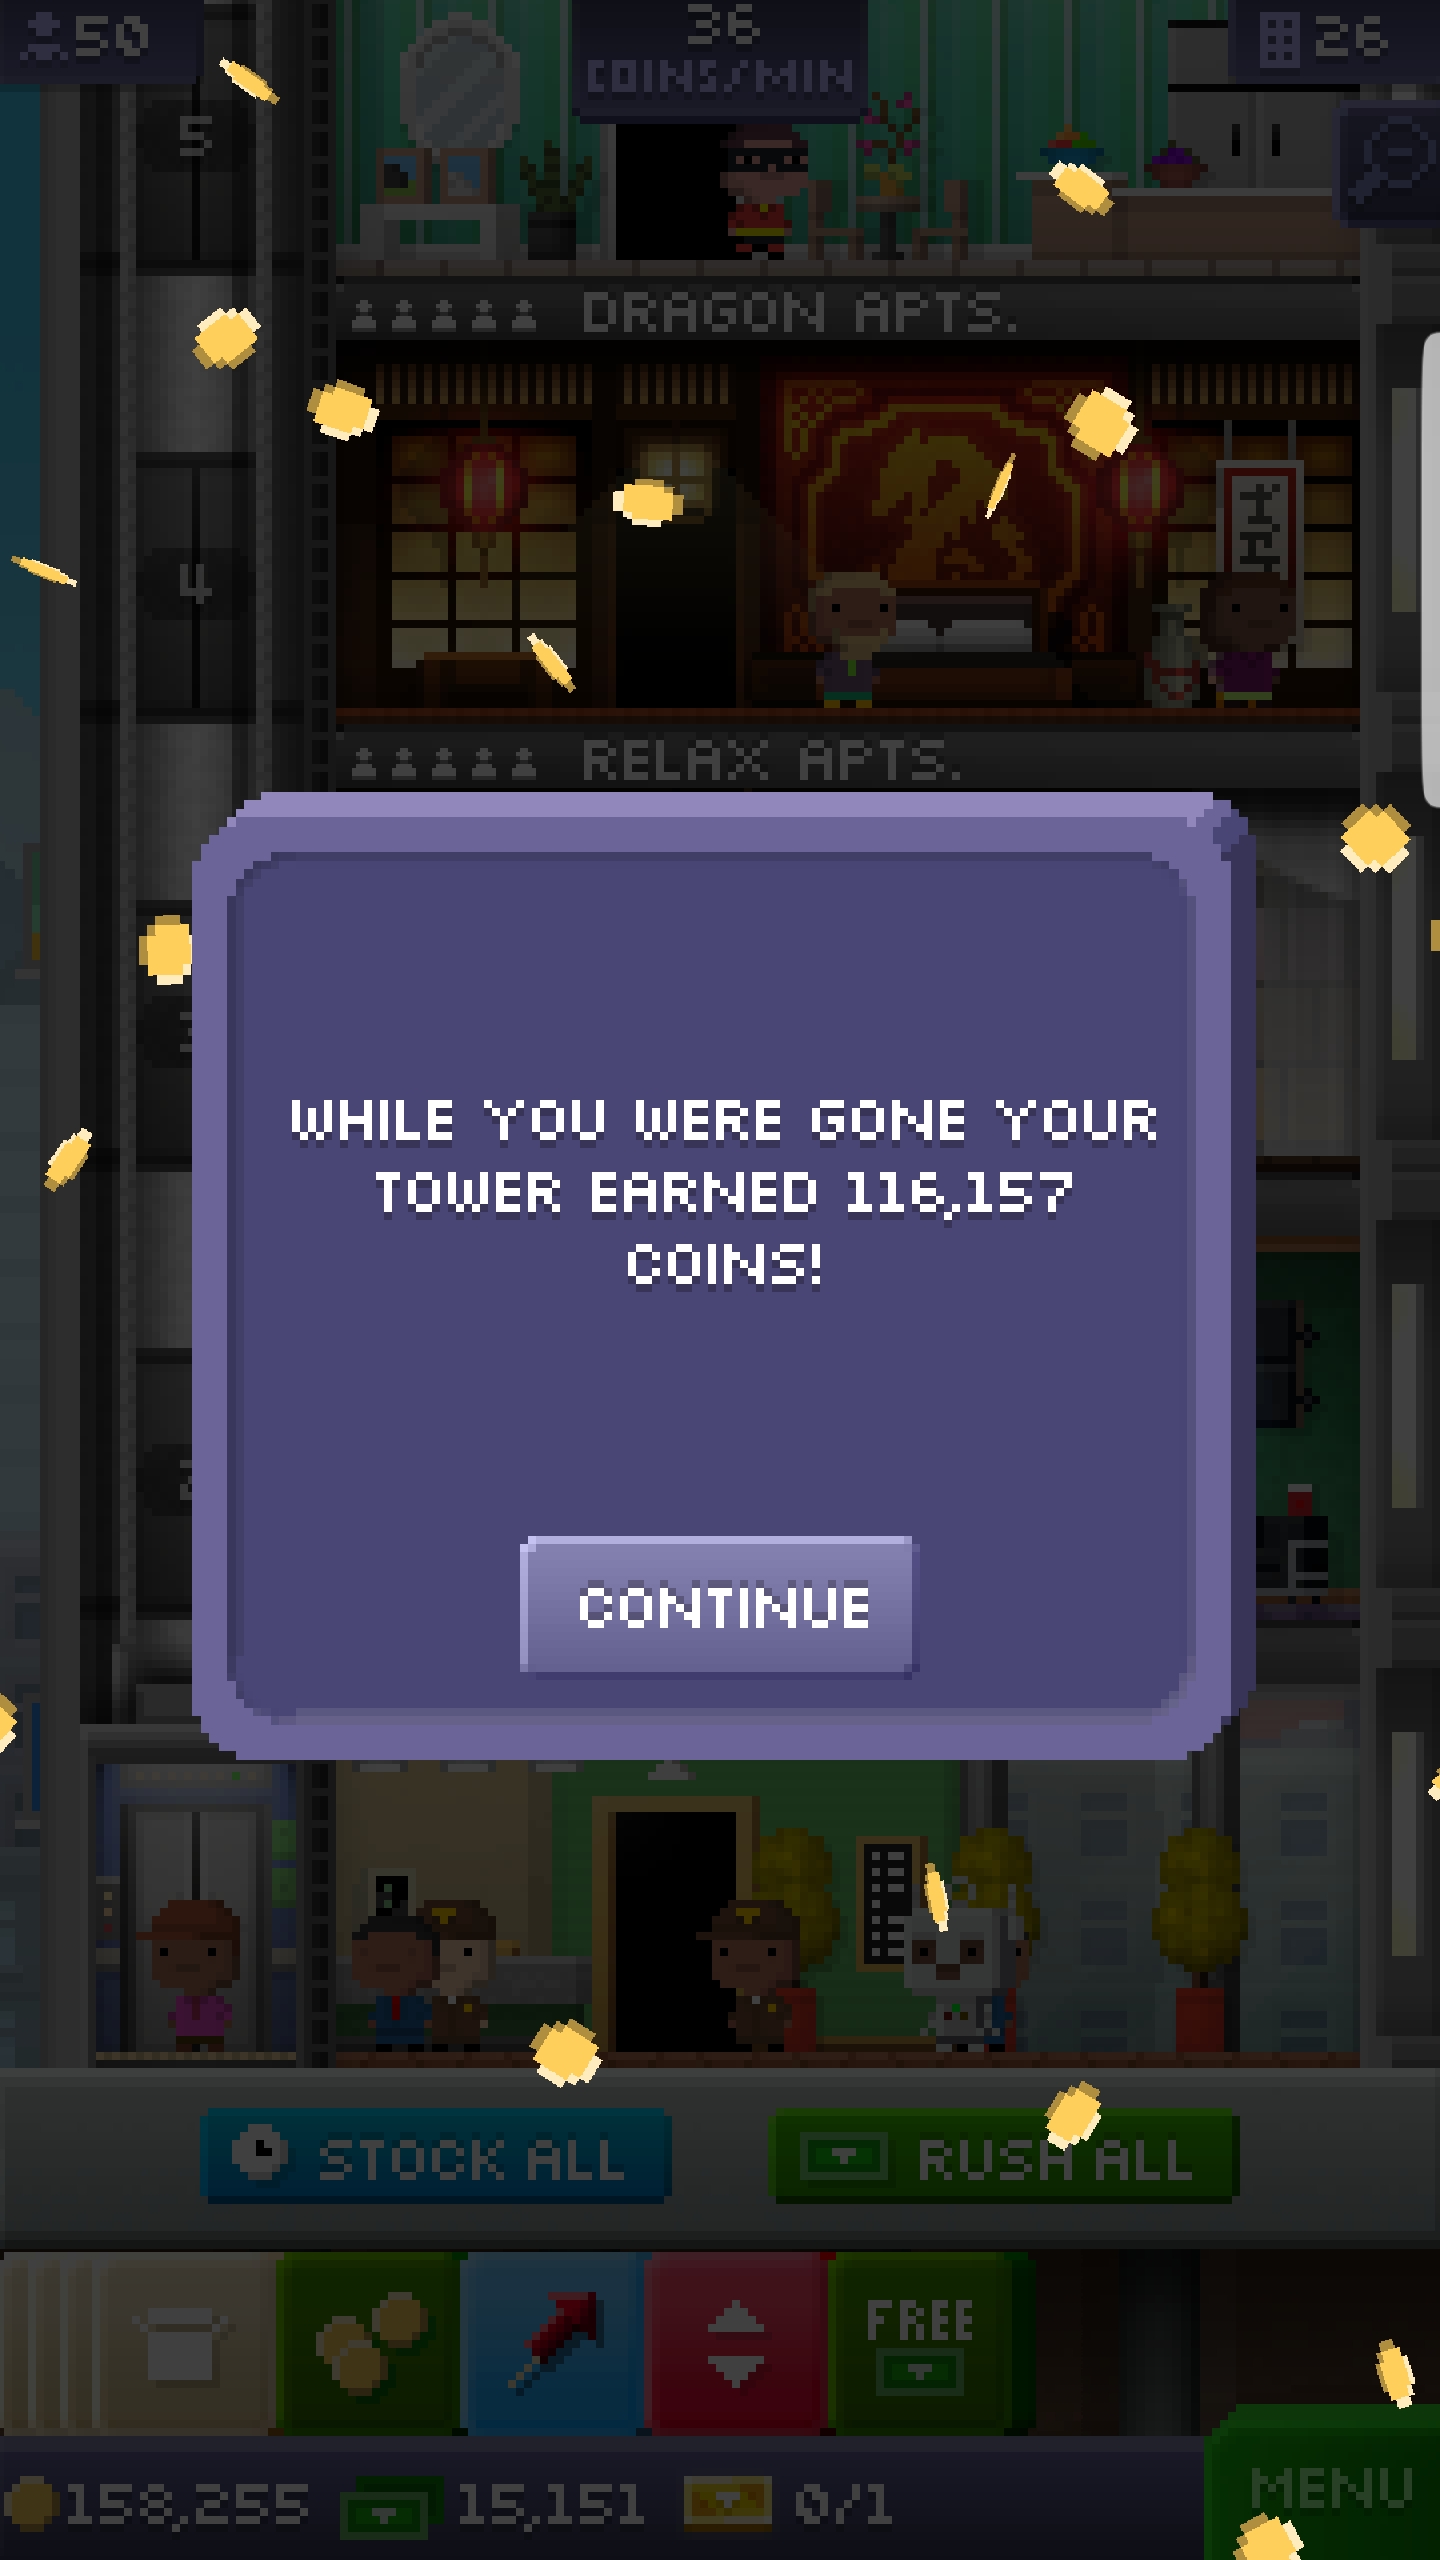 50
36
COINS/MIN
26
5
DRAGON APTS.
4
RELAX APTS.
WHILE YOU WERE GONE YOUR
TOWER EARNED 116,157
COINS!
CONTINUE
STOCK ALL
RUSH ALL
FREE
158,255
15,151
0/1
MENU